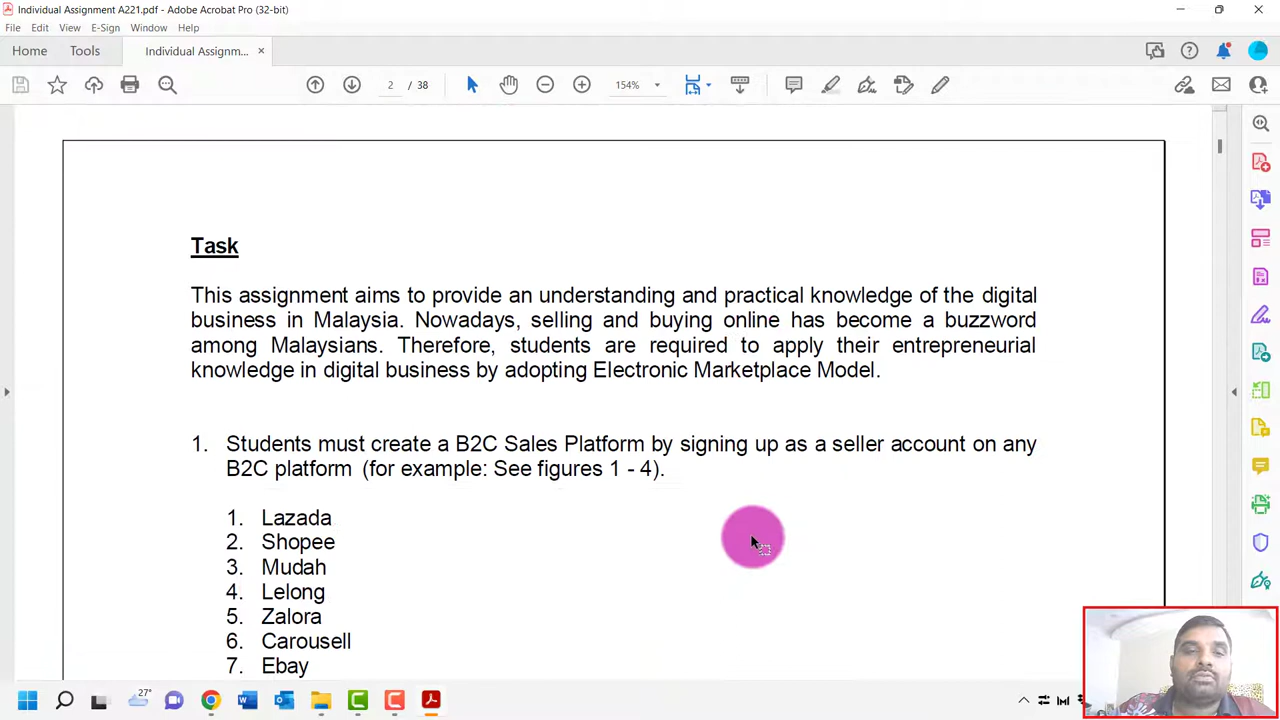 Individual Assignment A221.pdf - Adobe Acrobat Pro (32-bit)
File Edit View E-Sign Window Help
Home Tools Individual Assignm... ×
2 / 38 154%
Task
This assignment aims to provide an understanding and practical knowledge of the digital
business in Malaysia. Nowadays, selling and buying online has become a buzzword
among Malaysians. Therefore, students are required to apply their entrepreneurial
knowledge in digital business by adopting Electronic Marketplace Model.
1. Students must create a B2C Sales Platform by signing up as a seller account on any
B2C platform (for example: See figures 1 - 4).
1. Lazada
2. Shopee
3. Mudah
4. Lelong
5. Zalora
6. Carousell
7. Ebay
27°